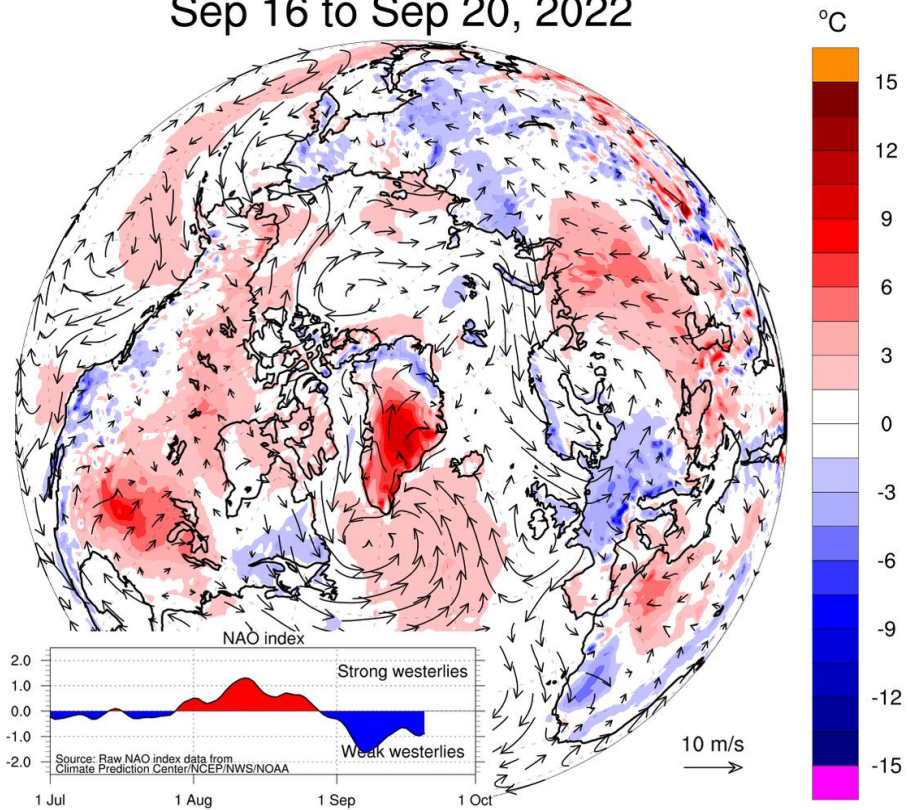 Sep 16 to Sep 20, 2022
°C
15
12
9
6
3
0
-3
-6
-9
-12
-15
10 m/s
NAO index
2.0
1.0
0.0
-1.0
-2.0
Strong westerlies
Weak westerlies
Source: Raw NAO index data from
Climate Prediction Center/NCEP/NWS/NOAA
1 Jul
1 Aug
1 Sep
1 Oct